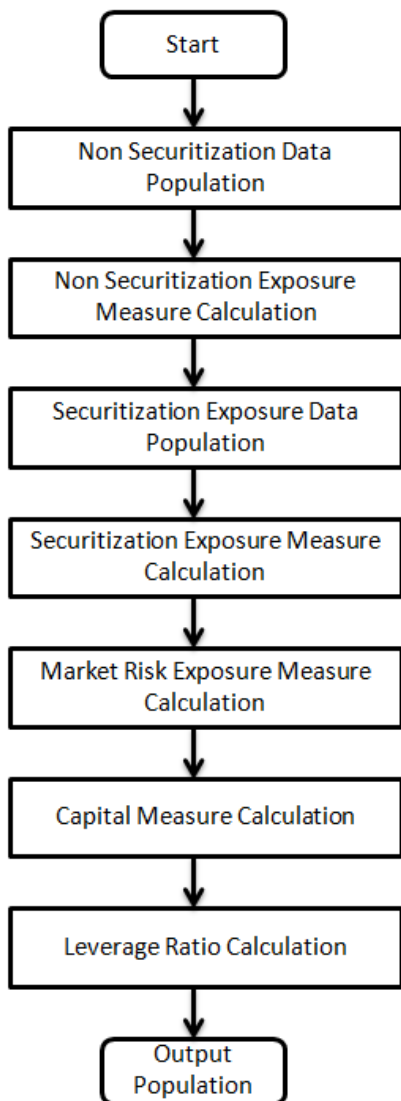 Start
Non Securitization Data
Population
Non Securitization Exposure
Measure Calculation
Securitization Exposure Data
Population
Securitization Exposure Measure
Calculation
Market Risk Exposure Measure
Calculation
Capital Measure Calculation
Leverage Ratio Calculation
Output
Population